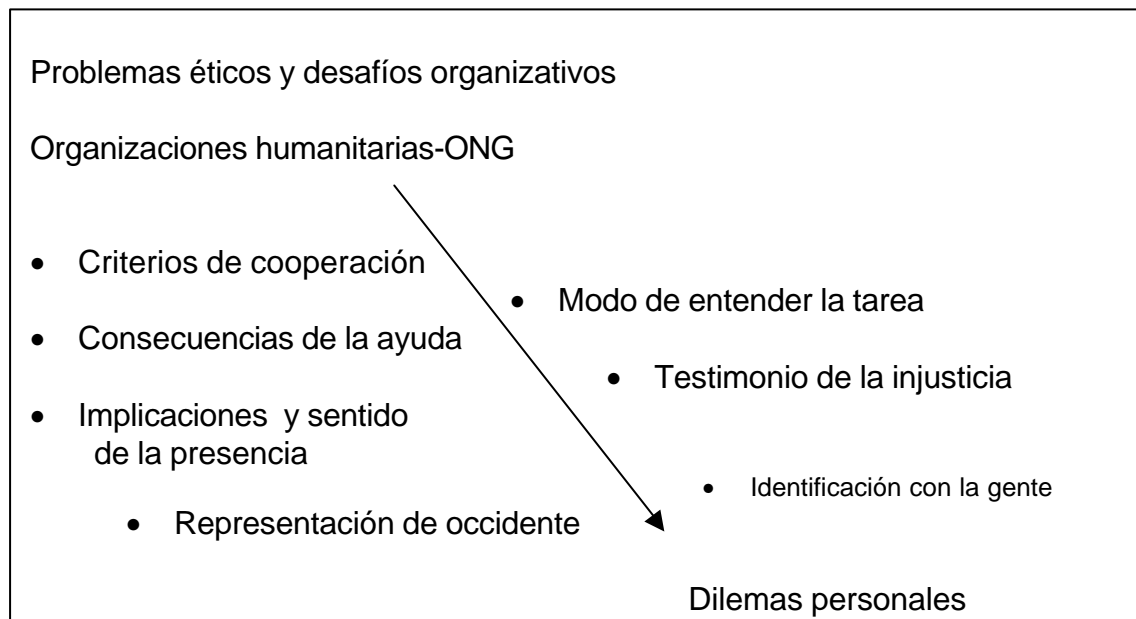 Problemas éticos y desafíos organizativos
Organizaciones humanitarias-ONG
• Criterios de cooperación
• Modo de entender la tarea
• Consecuencias de la ayuda
• Testimonio de la injusticia
• Implicaciones y sentido
de la presencia
• Identificación con la gente
• Representación de occidente
Dilemas personales